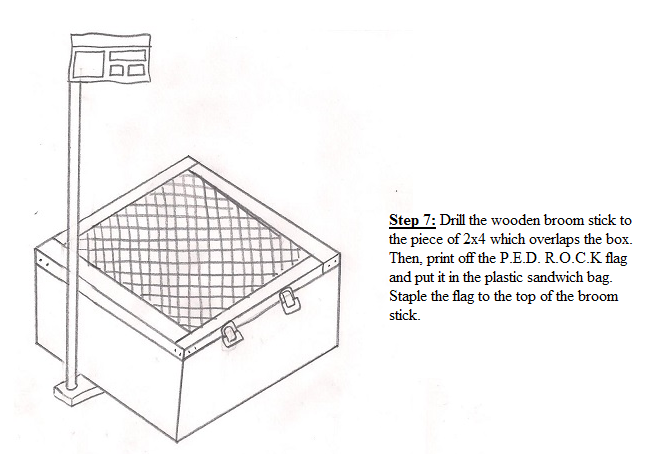 Step 7: Drill the wooden broom stick to
the piece of 2x4 which overlaps the box.
Then, print off the P.E.D. R.O.C.K flag
and put it in the plastic sandwich bag.
Staple the flag to the top of the broom
stick.